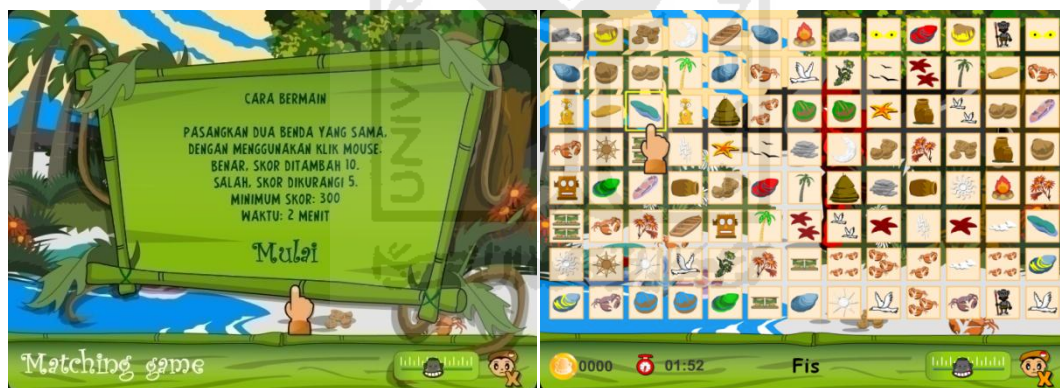 CARA BERMAIN
PASANGKAN DUA BENDA YANG SAMA,
DENGAN MENGGUNAKAN KLIK MOUSE.
BENAR, SKOR DITAMBAH 10.
SALAH, SKOR DIKURANGI 5.
MINIMUM SKOR: 300
WAKTU: 2 MENIT
Mulai
Matching game
0000
01:52
Fis